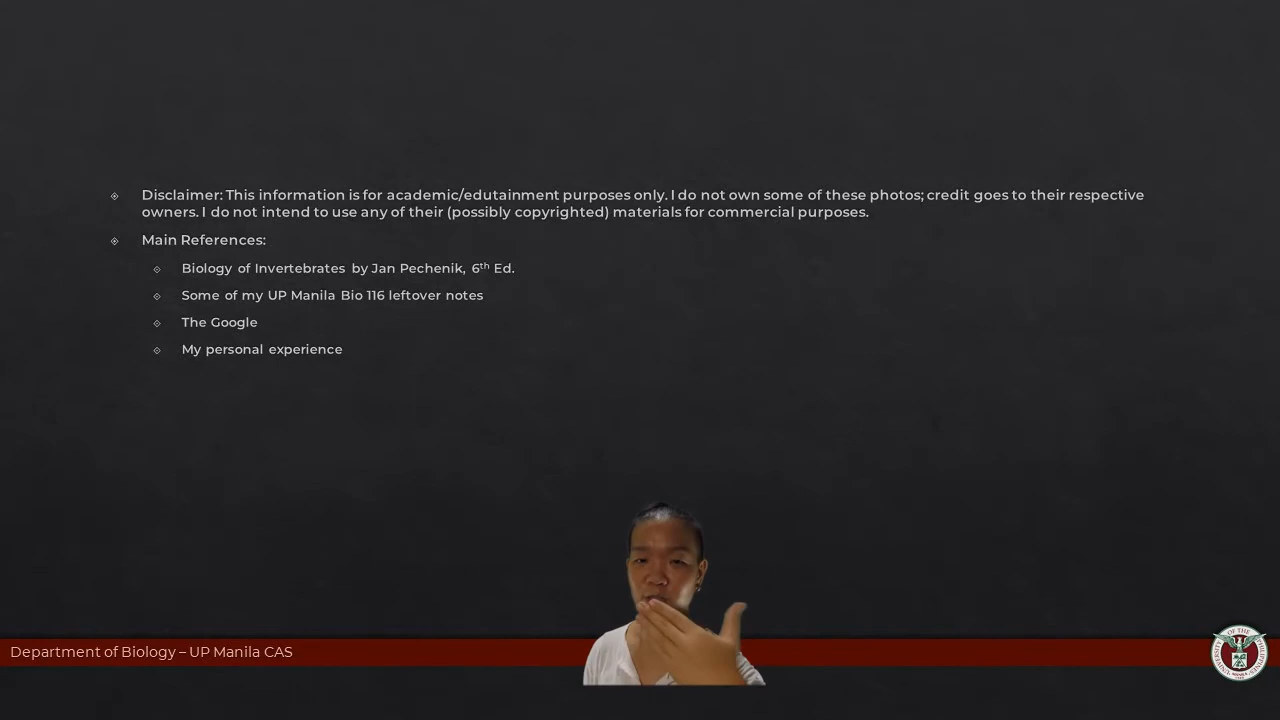 Disclaimer: This information is for academic/edutainment purposes only. I do not own some of these photos; credit goes to their respective
owners. I do not intend to use any of their (possibly copyrighted) materials for commercial purposes.
Main References:
Biology of Invertebrates by Jan Pechenik, 6th Ed.
Some of my UP Manila Bio 116 leftover notes
The Google
My personal experience
Department of Biology – UP Manila CAS